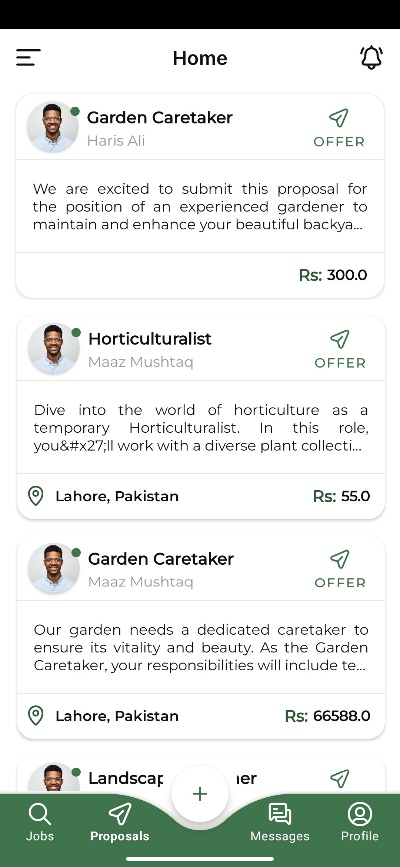 Home
Garden Caretaker
Haris Ali
OFFER
We are excited to submit this proposal for
the position of an experienced gardener to
maintain and enhance your beautiful backya...
Rs: 300.0
Horticulturalist
Maaz Mushtaq
OFFER
Dive into the world of horticulture as a
temporary Horticulturalist. In this role,
you&#x27;ll work with a diverse plant collecti...
Lahore, Pakistan
Rs: 55.0
Garden Caretaker
Maaz Mushtaq
OFFER
Our garden needs a dedicated caretaker to
ensure its vitality and beauty. As the Garden
Caretaker, your responsibilities will include te...
Lahore, Pakistan
Rs: 66588.0
Jobs
Proposals
Messages
Profile